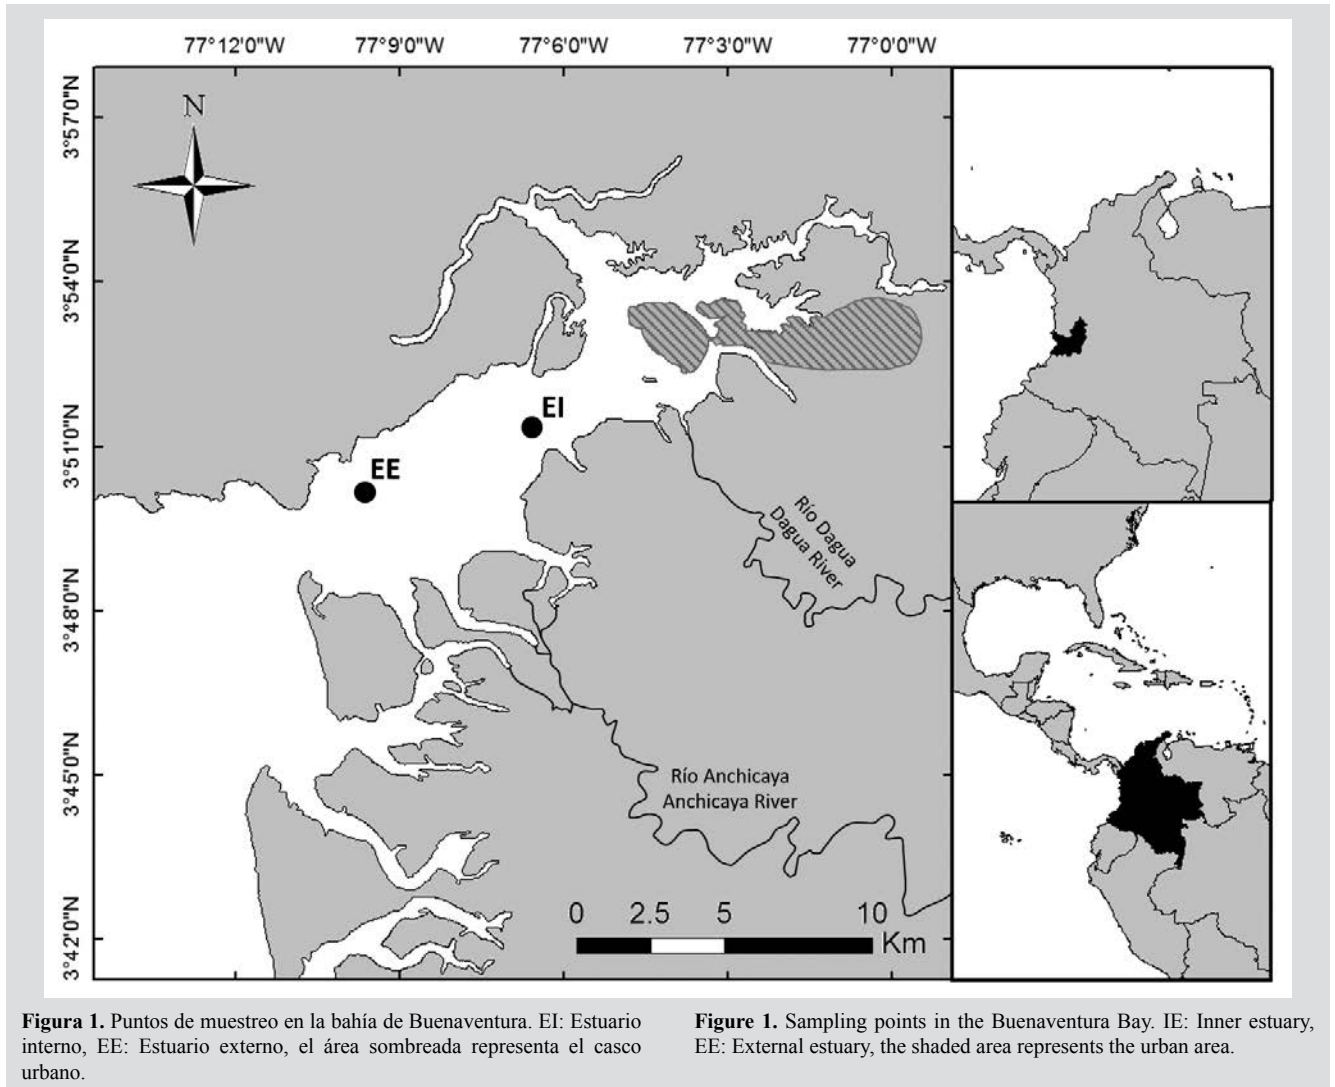 77°12'0"W 77°9'0"W 77°6'0"W 77°3'0"W 77°0'0"W
3°57'0"N
3°54'0"N
3°51'0"N
3°48'0"N
3°45'0"N
3°42'0"N
N
EI
EE
Río Dagua
Dagua River
Río Anchicaya
Anchicaya River
0 2.5 5 10
Km
Figura 1. Puntos de muestreo en la bahía de Buenaventura. EI: Estuario
interno, EE: Estuario externo, el área sombreada representa el casco
urbano.
Figure 1. Sampling points in the Buenaventura Bay. IE: Inner estuary,
EE: External estuary, the shaded area represents the urban area.